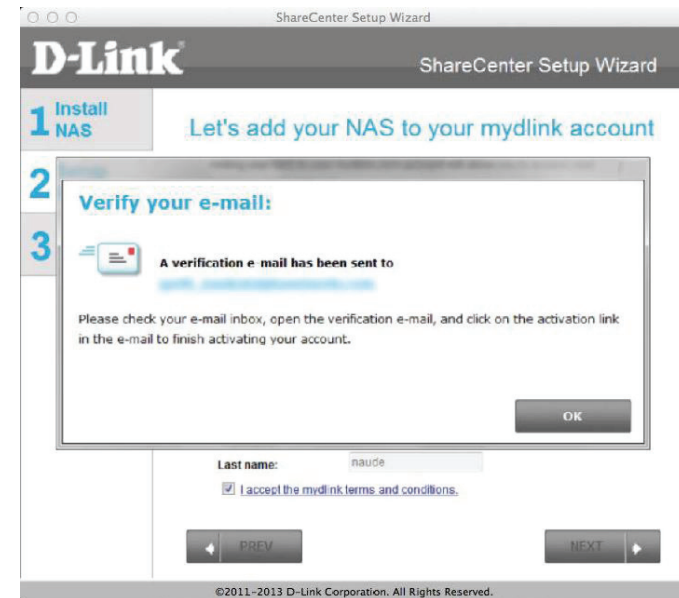 ShareCenter Setup Wizard
D-Link
ShareCenter Setup Wizard
1 Install
NAS
Let's add your NAS to your mydlink account
2
3
Verify your e-mail:
A verification e-mail has been sent to
Please check your e-mail inbox, open the verification e-mail, and click on the activation link
in the e-mail to finish activating your account.
OK
Last name:
naude
I accept the mydlink terms and conditions.
PREV
NEXT
©2011-2013 D-Link Corporation. All Rights Reserved.